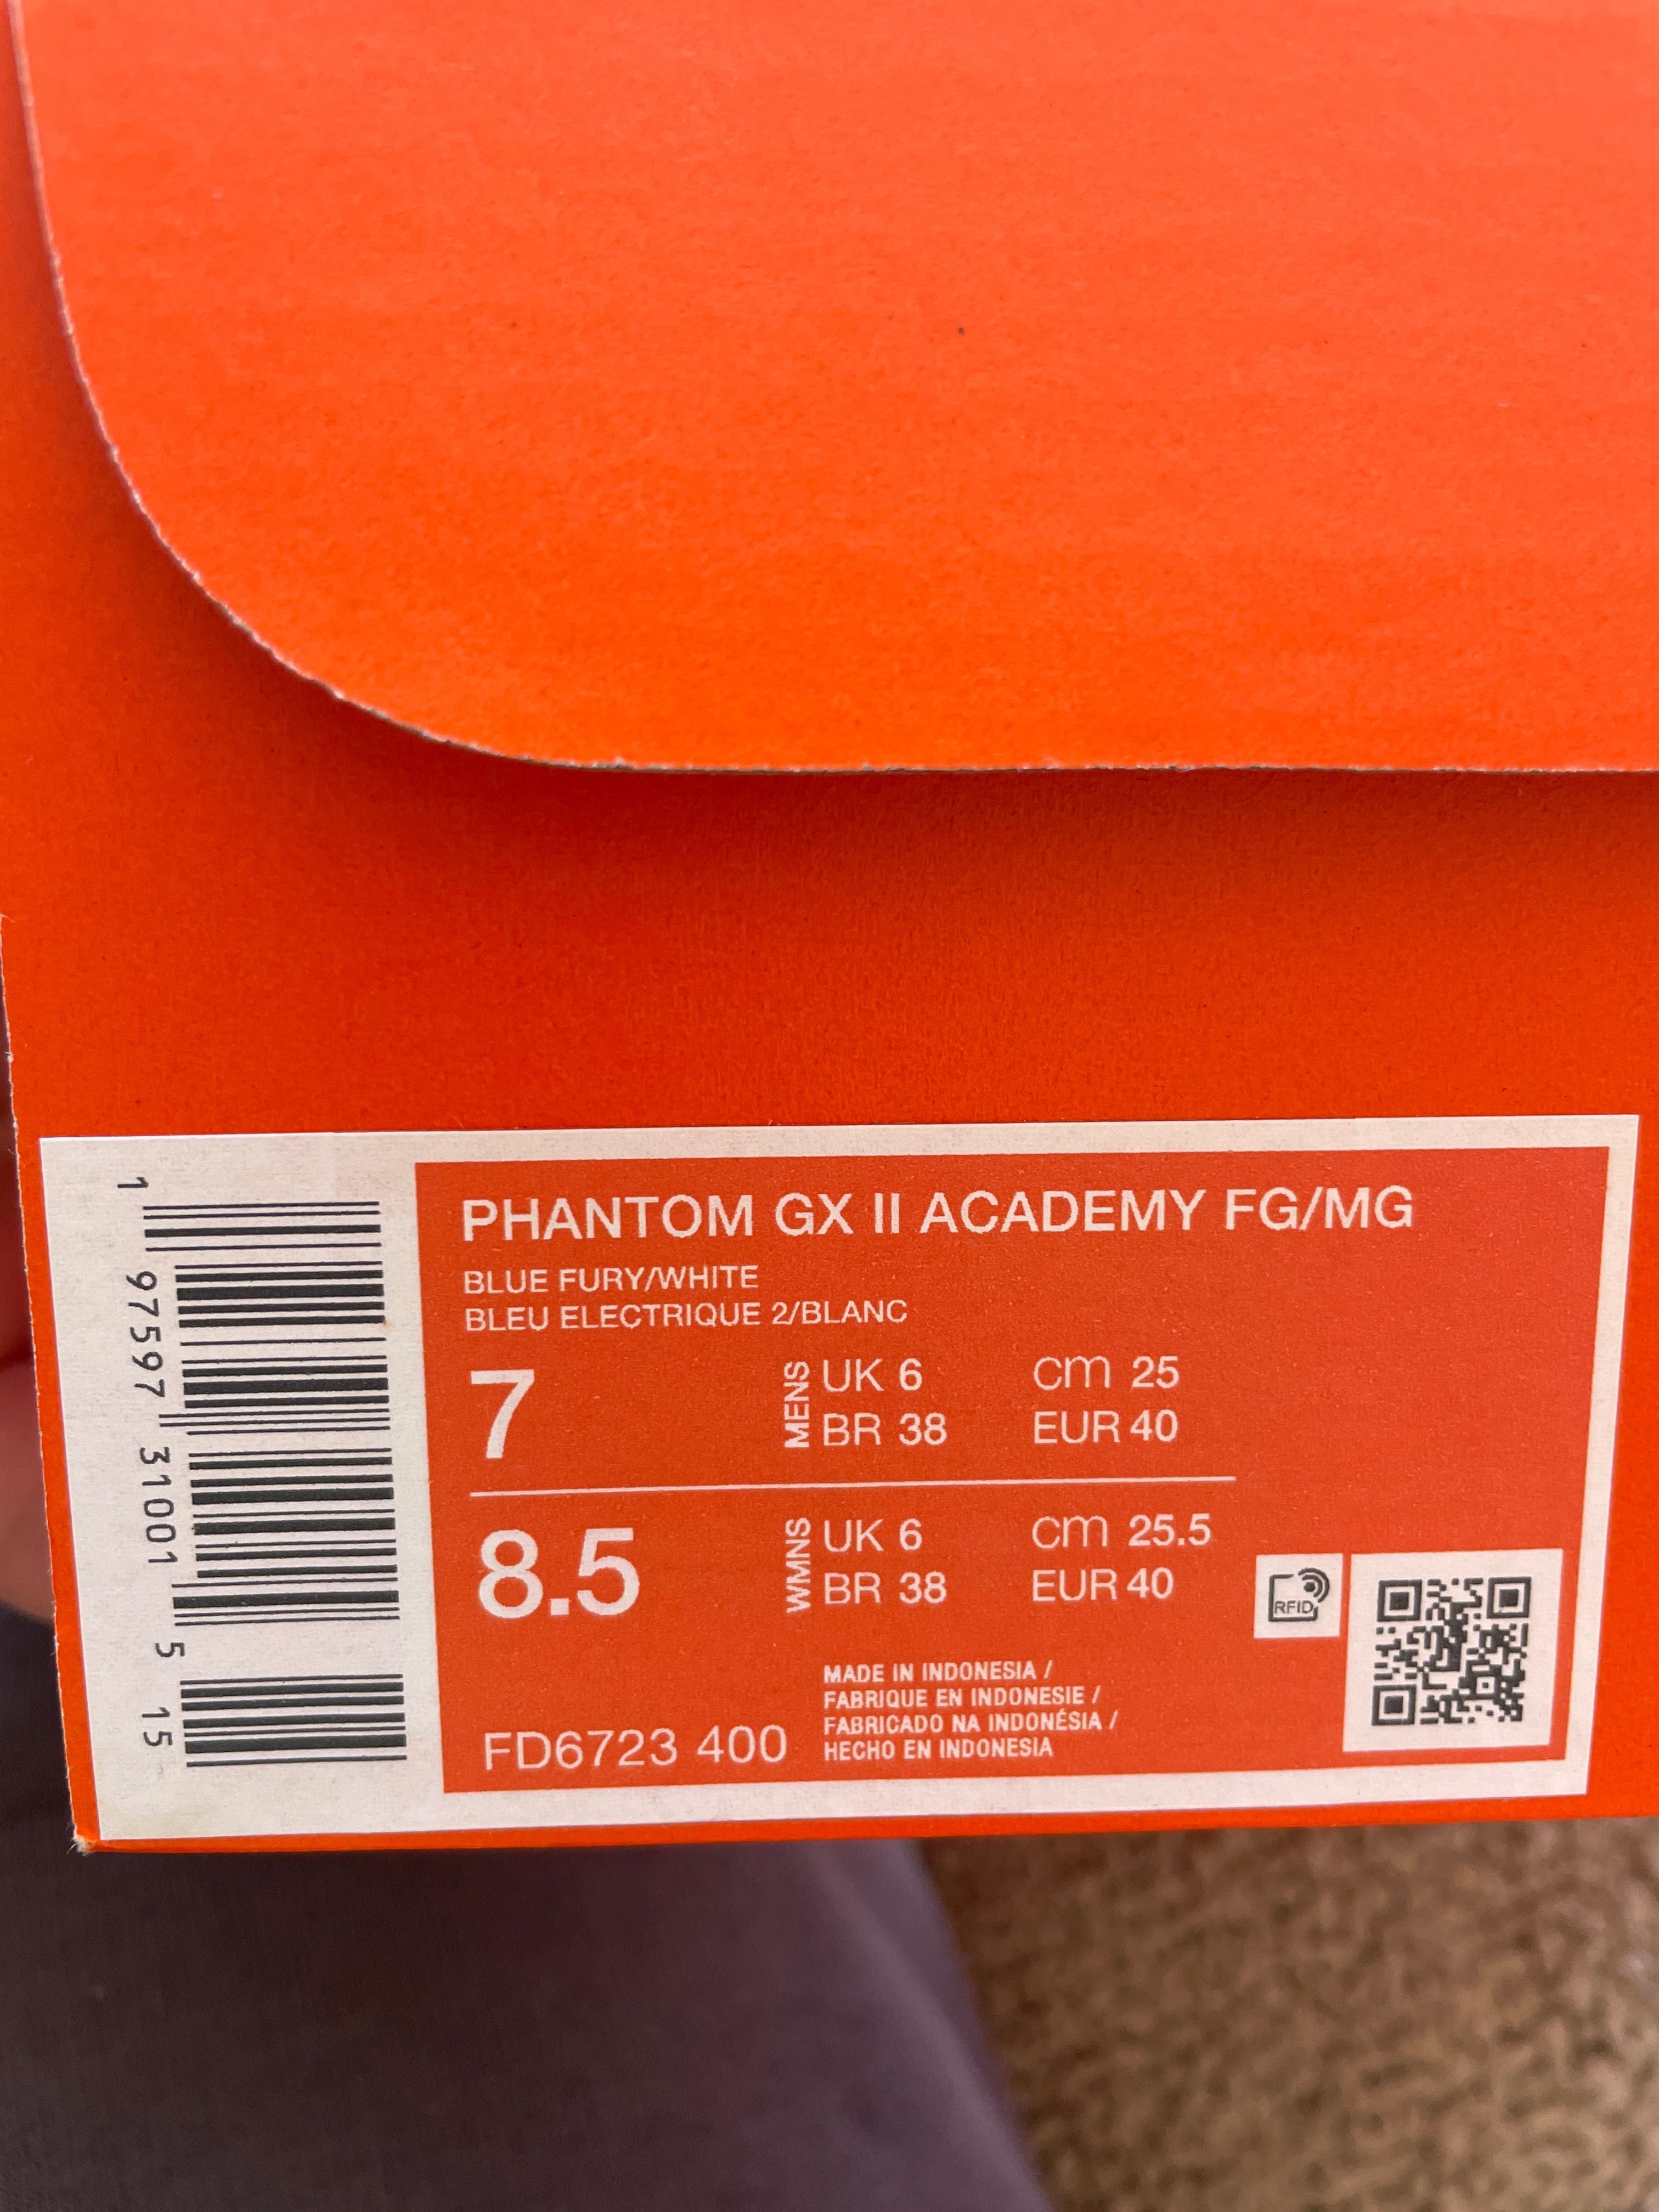 PHANTOM GX II ACADEMY FG/MG
BLUE FURY/WHITE
BLEU ELECTRIQUE 2/BLANC
7 MENS UK 6 cm 25
BR 38 EUR 40
8.5 WMNS UK 6 cm 25.5
BR 38 EUR 40
RFID
MADE IN INDONESIA /
FABRIQUE EN INDONESIE /
FABRICADO NA INDONÉSIA /
HECHO EN INDONESIA
FD6723 400
1 97597 31001 5 15